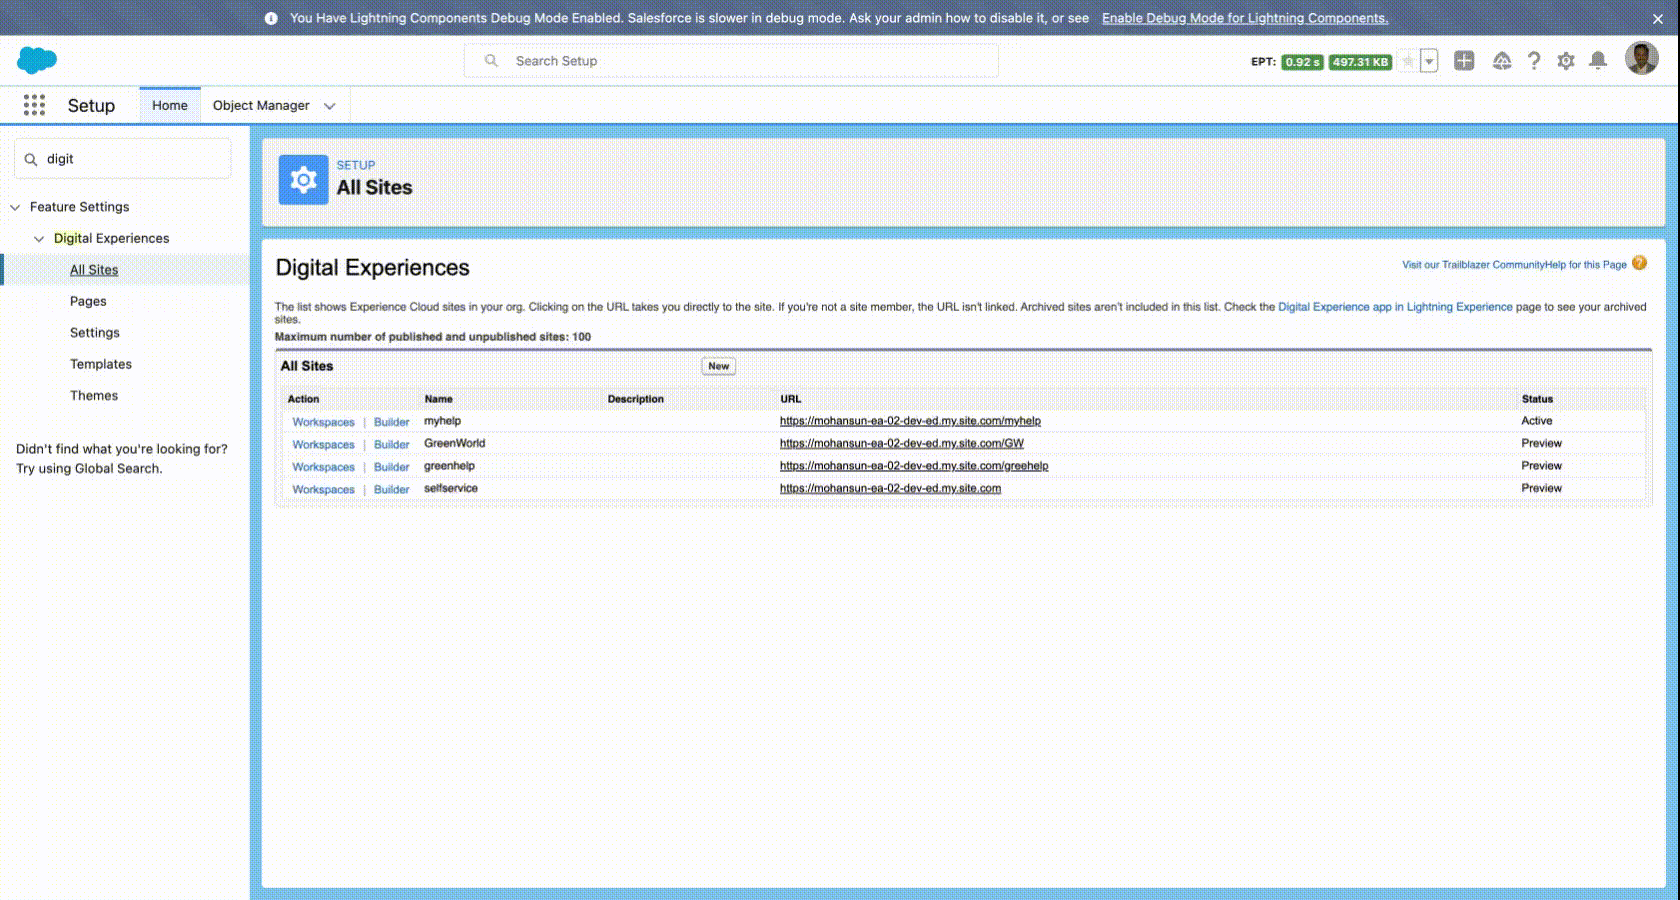 You Have Lightning Components Debug Mode Enabled. Salesforce is slower in debug mode. Ask your admin how to disable it, or see Enable Debug Mode for Lightning Components.
Search Setup
EPT: 0.92 s 497.31 KB
Setup Home Object Manager
digit
Feature Settings
Digital Experiences
All Sites
Pages
Settings
Templates
Themes
Didn't find what you're looking for?
Try using Global Search.
SETUP
All Sites
Digital Experiences
Visit our Trailblazer CommunityHelp for this Page ?
The list shows Experience Cloud sites in your org. Clicking on the URL takes you directly to the site. If you're not a site member, the URL isn't linked. Archived sites aren't included in this list. Check the Digital Experience app in Lightning Experience page to see your archived
sites.
Maximum number of published and unpublished sites: 100
All Sites New
Action Name Description URL Status
Workspaces | Builder myhelp https://mohansun-ea-02-dev-ed.my.site.com/myhelp Active
Workspaces | Builder GreenWorld https://mohansun-ea-02-dev-ed.my.site.com/GW Preview
Workspaces | Builder greenhelp https://mohansun-ea-02-dev-ed.my.site.com/greehelp Preview
Workspaces | Builder selfservice https://mohansun-ea-02-dev-ed.my.site.com Preview